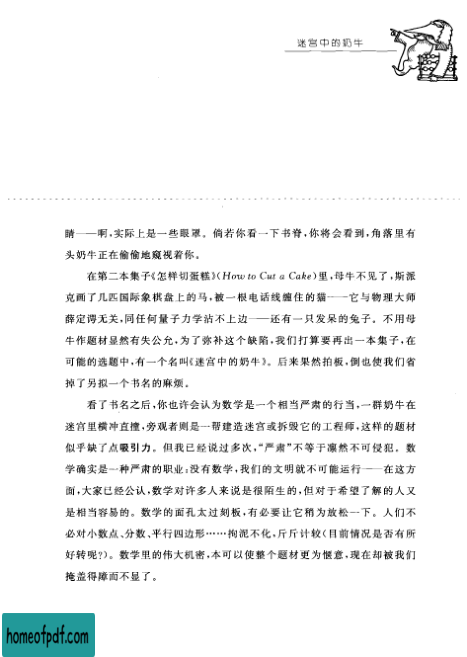 迷宫中的奶牛
睛——啊,实际上是一些眼罩。倘若你看一下书脊,你将会看到,角落里有
头奶牛正在偷偷地窥视着你。
在第二本集子《怎样切蛋糕》(How to Cut a Cake)里,母牛不见了,斯派
克画了几匹国际象棋盘上的马,被一根电话线缠住的猫——它与物理大师
薛定谔无关,同任何量子力学沾不上边——还有一只发呆的兔子。不用母
牛作题材显然有失公允,为了弥补这个缺陷,我们打算要再出一本集子,在
可能的选题中,有一个名叫《迷宫中的奶牛》。后来果然拍板,倒也使我们省
掉了另拟一个书名的麻烦。
看了书名之后,你也许会认为数学是一个相当严肃的行当,一群奶牛在
迷宫里横冲直撞,旁观者则是一帮建造迷宫或拆毁它的工程师,这样的题材
似乎缺了点吸引力。但我已经说过多次,“严肃”不等于凛然不可侵犯。数
学确实是一种严肃的职业:没有数学,我们的文明就不可能运行——在这方
面,大家已经公认,数学对许多人来说是很陌生的,但对于希望了解的人又
是相当容易的。数学的面孔太过刻板,有必要让它稍为放松一下。人们不
必对小数点、分数、平行四边形……拘泥不化,斤斤计较(目前情况是否有所
好转呢?)。数学里的伟大机密,本可以使整个题材更为惬意,现在却被我们
掩盖得障而不显了。
homeofpdf.com